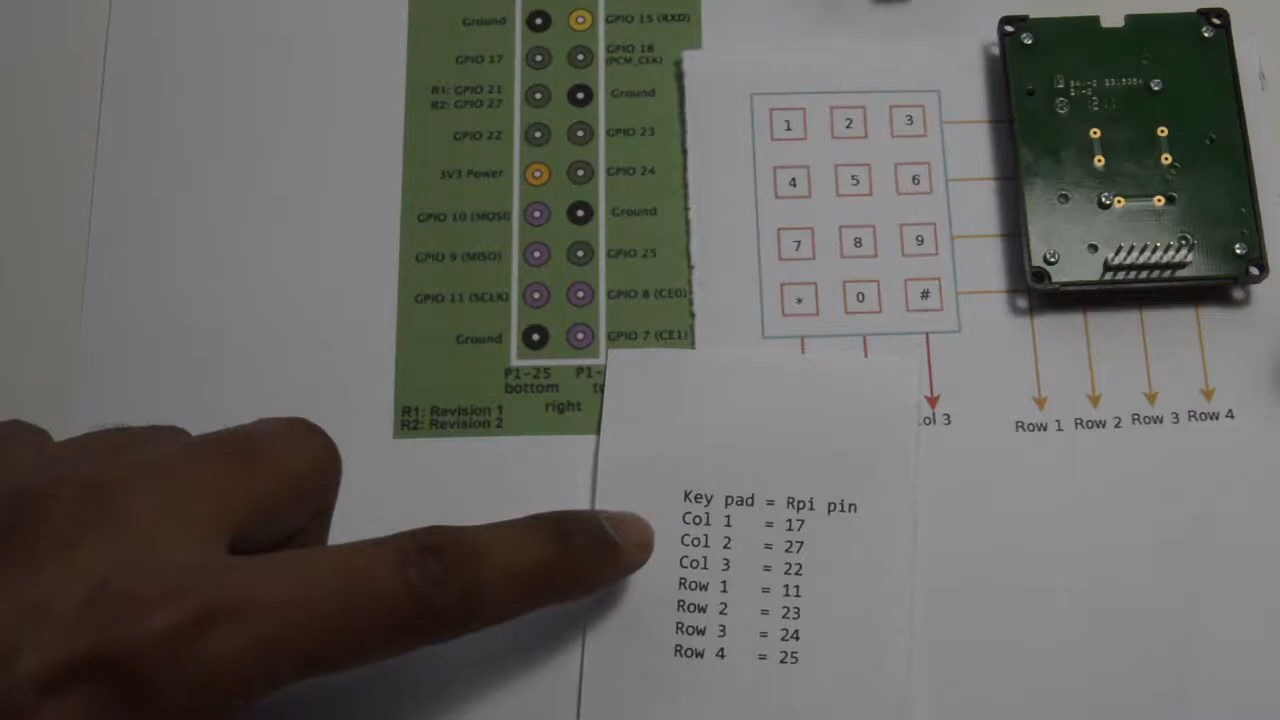 Ground GPIO 15 (RXD)
GPIO 17 GPIO 18
(PCM_CLK)
R1: GPIO 21 Ground
R2: GPIO 27
GPIO 22 GPIO 23
3V3 Power GPIO 24
GPIO 10 (MOSI) Ground
GPIO 9 (MISO) GPIO 25
GPIO 11 (SCLK) GPIO 8 (CE0)
Ground GPIO 7 (CE1)
P1-25 P1-
bottom to
right
R1: Revision 1
R2: Revision 2
1 2 3
4 5 6
7 8 9
* 0 #
ol 3
Row 1 Row 2 Row 3 Row 4
Key pad = Rpi pin
Col 1 = 17
Col 2 = 27
Col 3 = 22
Row 1 = 11
Row 2 = 23
Row 3 = 24
Row 4 = 25